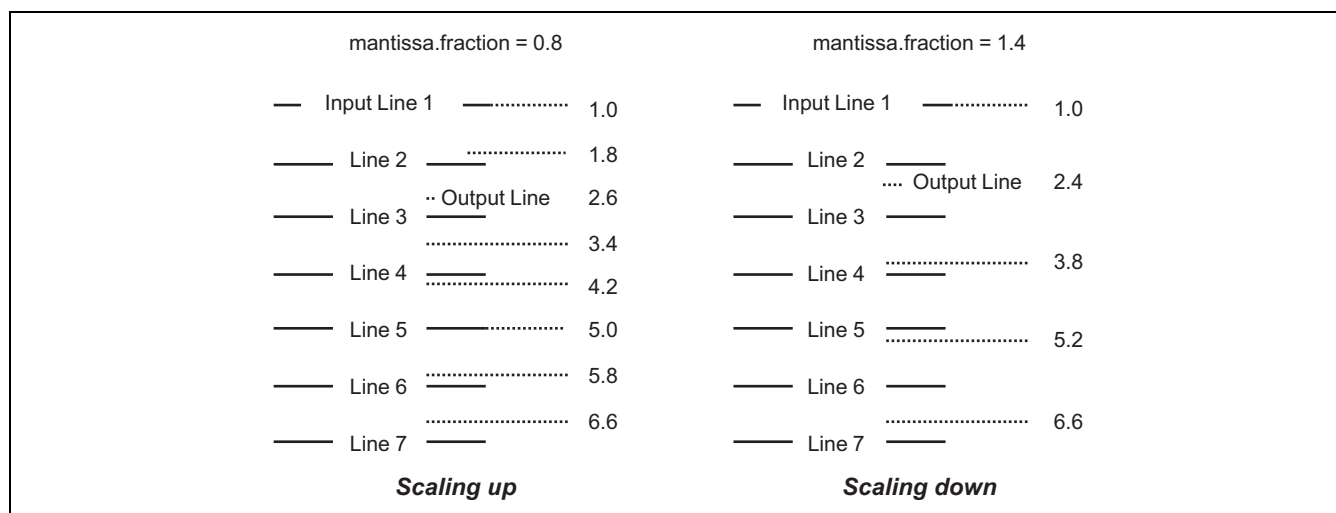 mantissa.fraction = 0.8
Input Line 1 1.0
1.8
Line 2
Output Line 2.6
Line 3
3.4
Line 4
4.2
Line 5 5.0
5.8
Line 6
6.6
Line 7
Scaling up
mantissa.fraction = 1.4
Input Line 1 1.0
Line 2
Output Line 2.4
Line 3
3.8
Line 4
Line 5
5.2
Line 6
6.6
Line 7
Scaling down